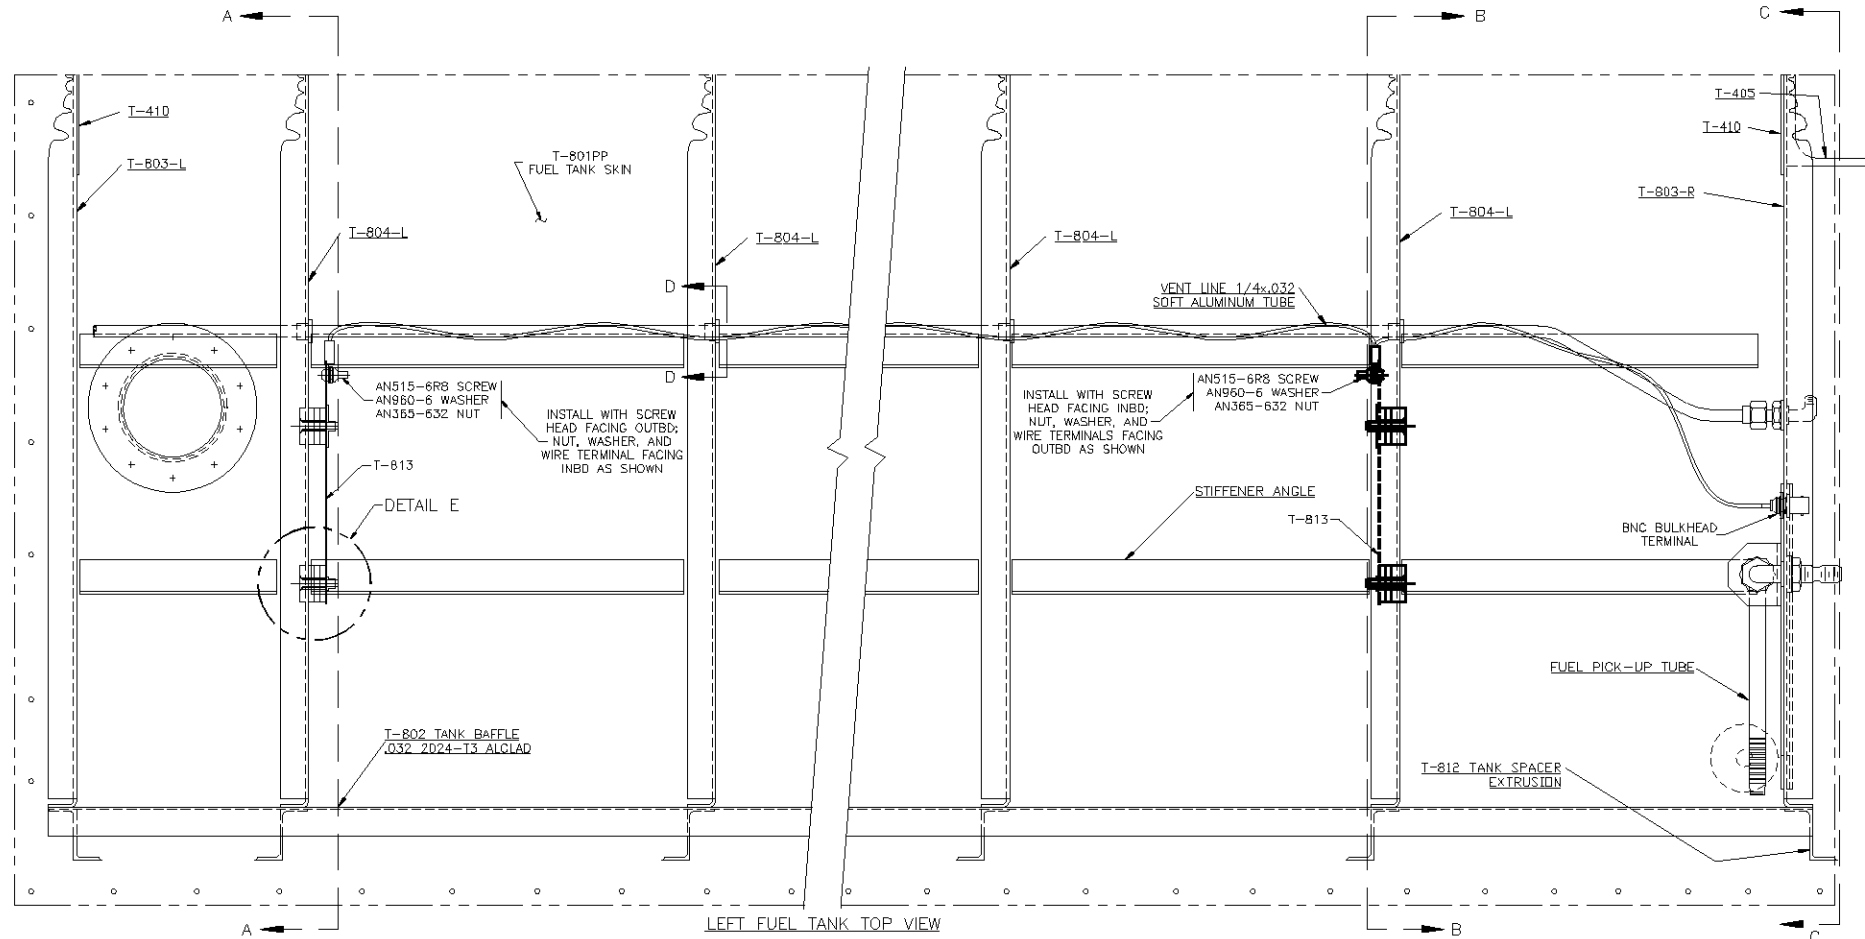 A
B
C
T-405
T-410
T-410
T-803-L
T-801PP
FUEL TANK SKIN
T-803-R
T-804-L
T-804-L
T-804-L
T-804-L
D
VENT LINE 1/4x.032
SOFT ALUMINUM TUBE
D
AN515-6R8 SCREW
AN960-6 WASHER
AN365-632 NUT
INSTALL WITH SCREW
HEAD FACING OUTBD;
NUT, WASHER, AND
WIRE TERMINAL FACING
INBD AS SHOWN
INSTALL WITH SCREW
HEAD FACING INBD;
NUT, WASHER, AND
WIRE TERMINALS FACING
OUTBD AS SHOWN
AN515-6R8 SCREW
AN960-6 WASHER
AN365-632 NUT
T-813
DETAIL E
STIFFENER ANGLE
T-813
BNC BULKHEAD
TERMINAL
FUEL PICK-UP TUBE
T-802 TANK BAFFLE
.032 2024-T3 ALCLAD
T-812 TANK SPACER
EXTRUSION
LEFT FUEL TANK TOP VIEW
A
B
C